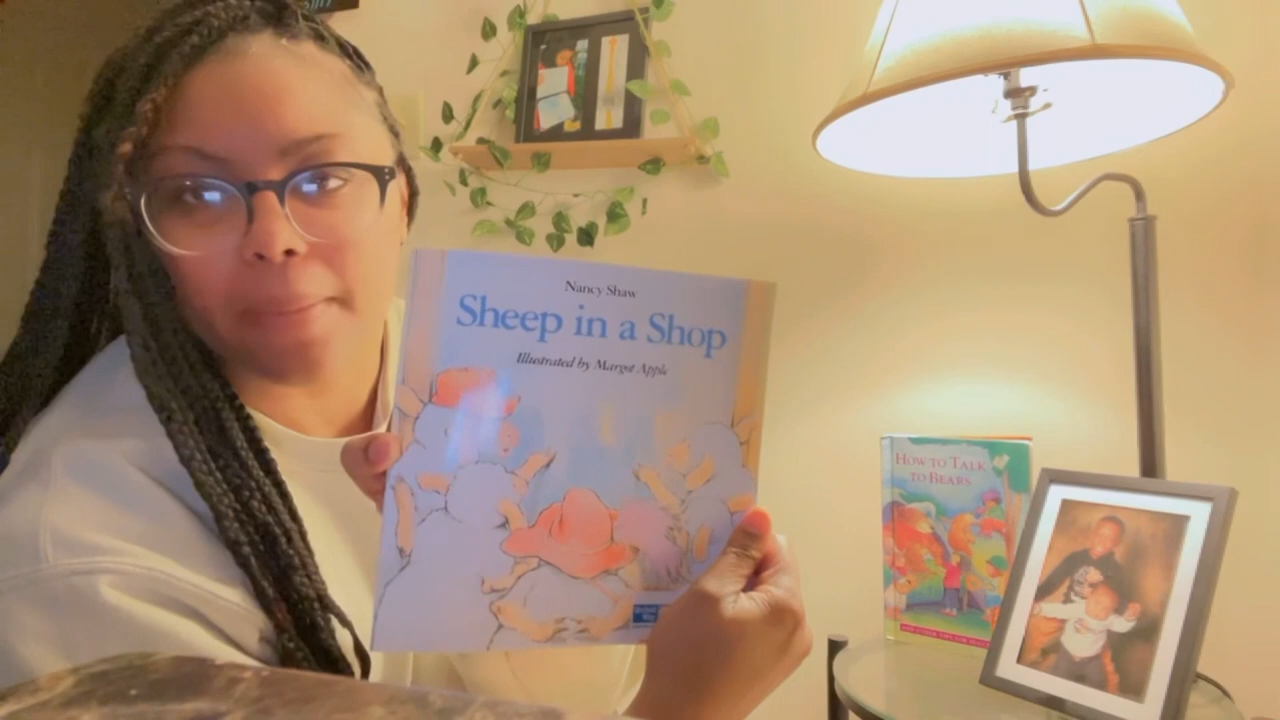 Nancy Shaw
Sheep in a Shop
Illustrated by Margot Apple
HOW TO TALK
TO BEARS